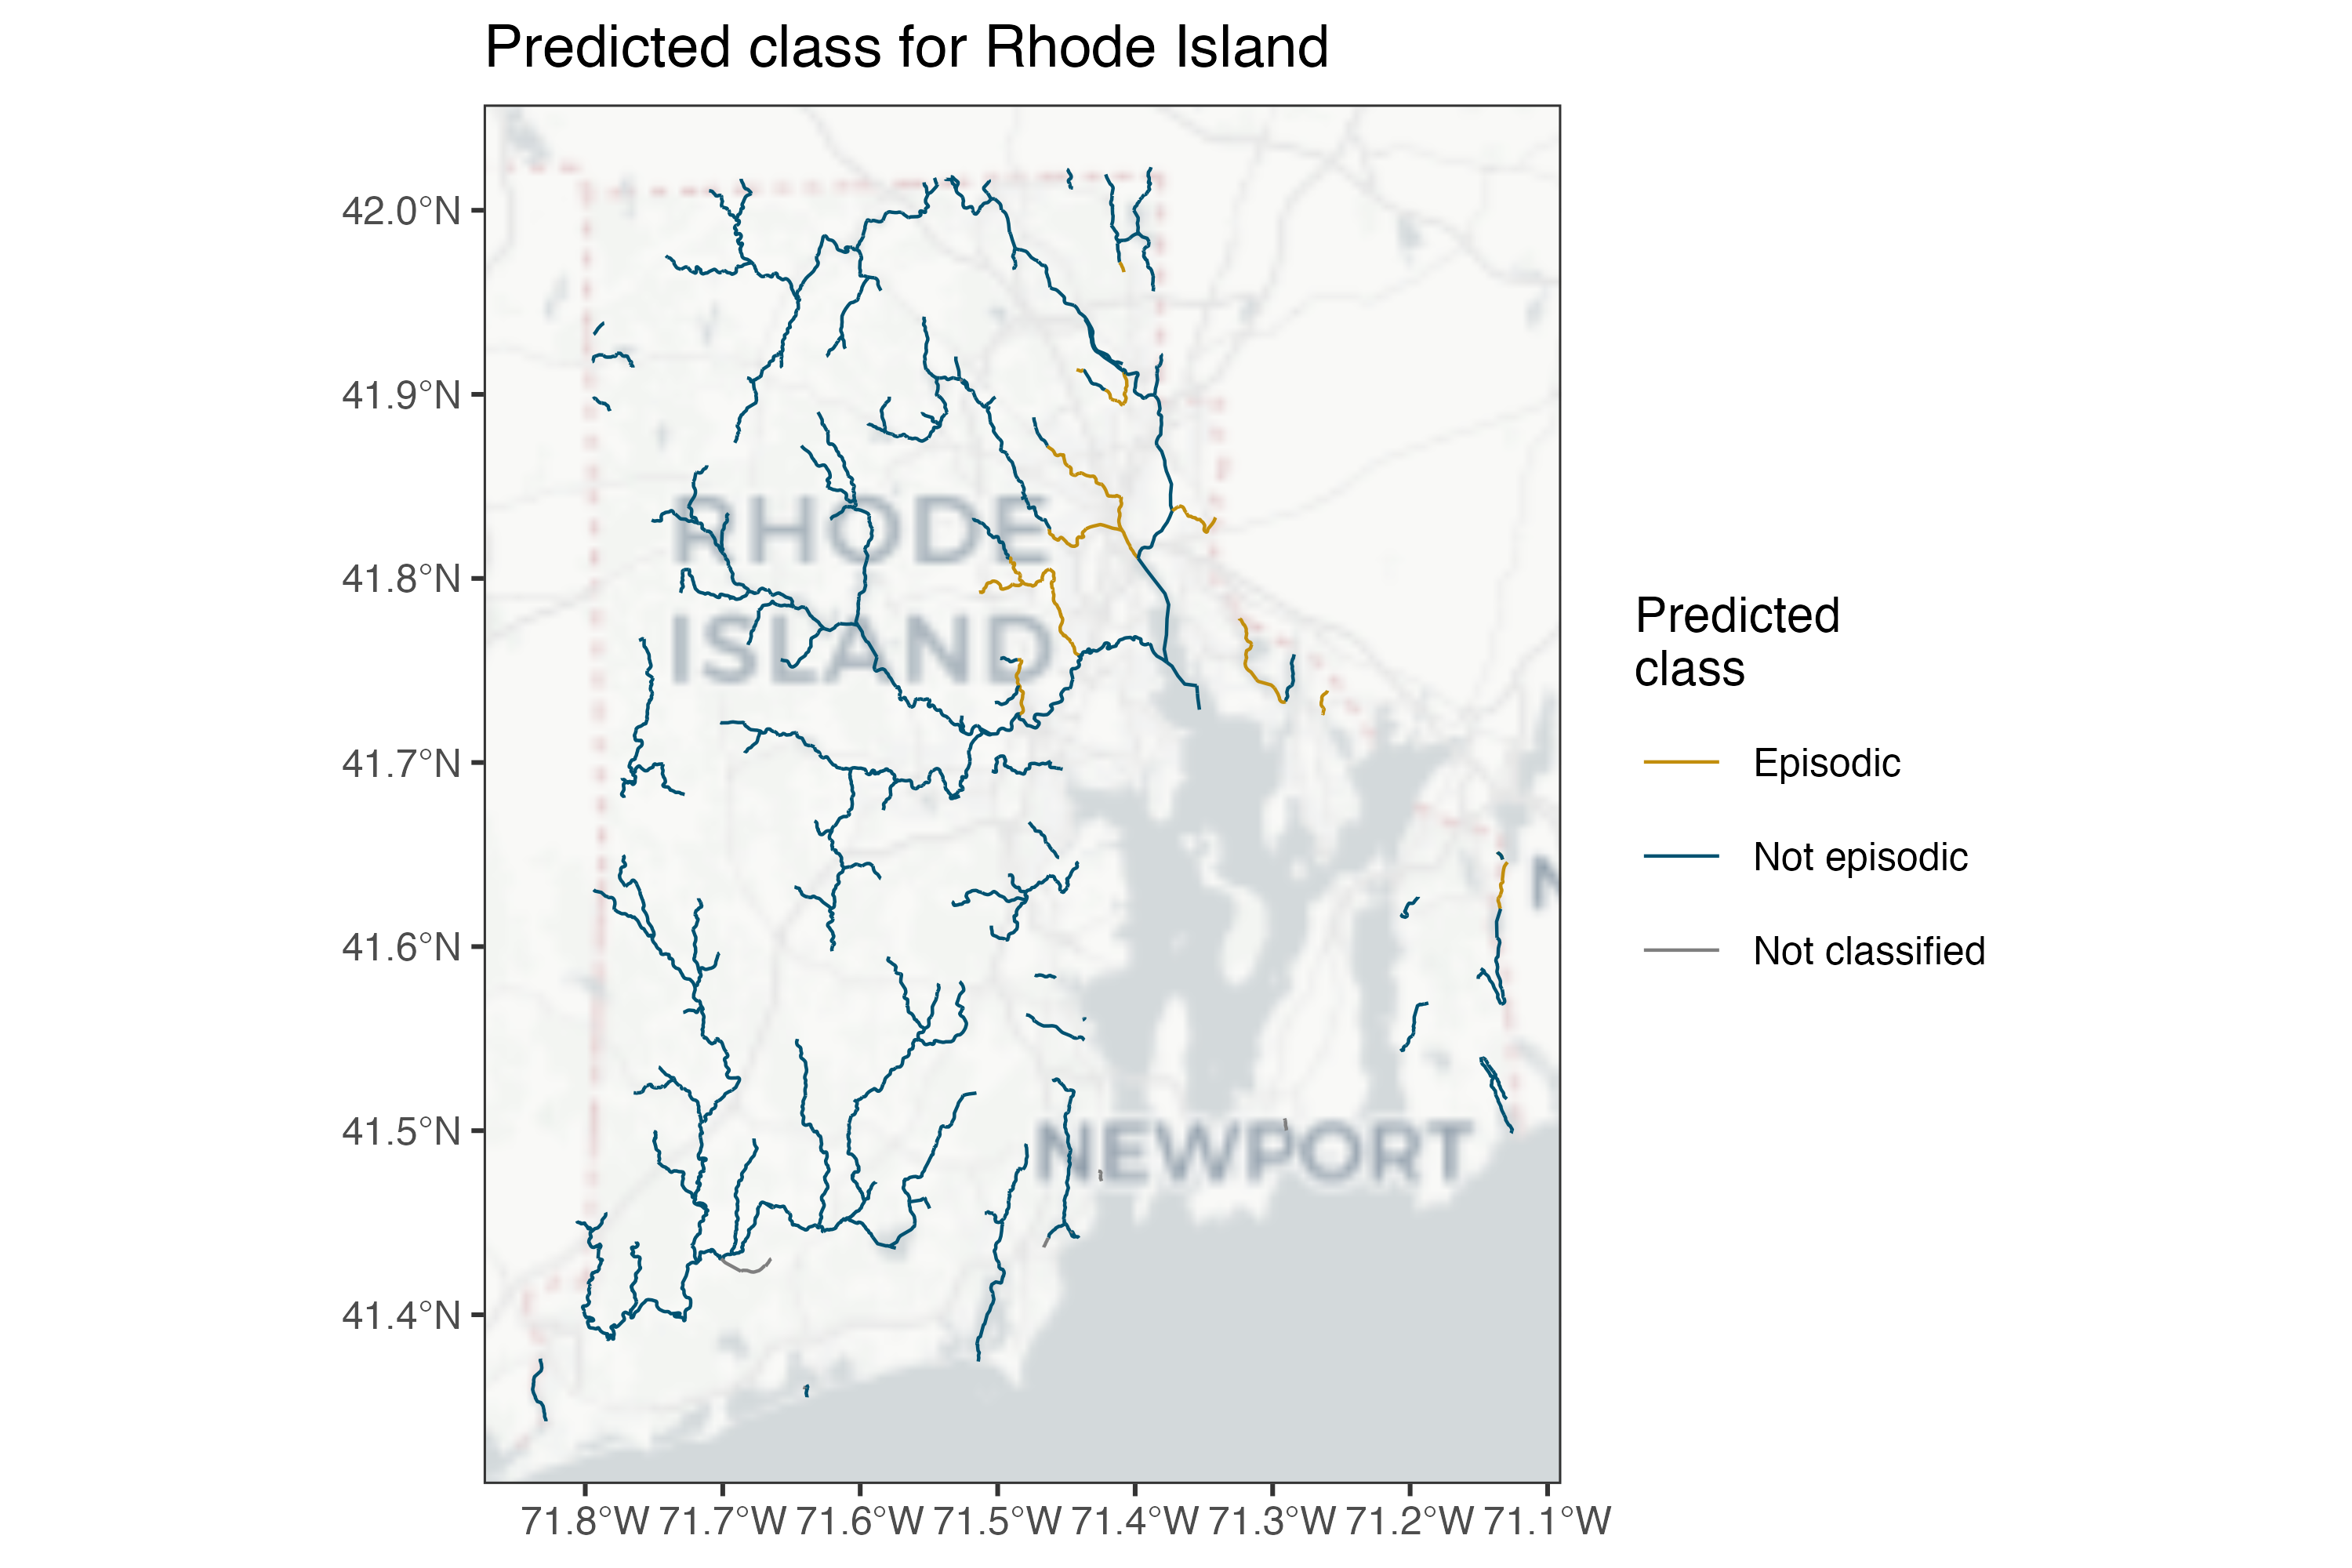 Predicted class for Rhode Island
42.0°N
41.9°N
41.8°N
41.7°N
41.6°N
41.5°N
41.4°N
RHODE
ISLAND
NEWPORT
N
71.8°W 71.7°W 71.6°W 71.5°W 71.4°W 71.3°W 71.2°W 71.1°W
Predicted
class
Episodic
Not episodic
Not classified